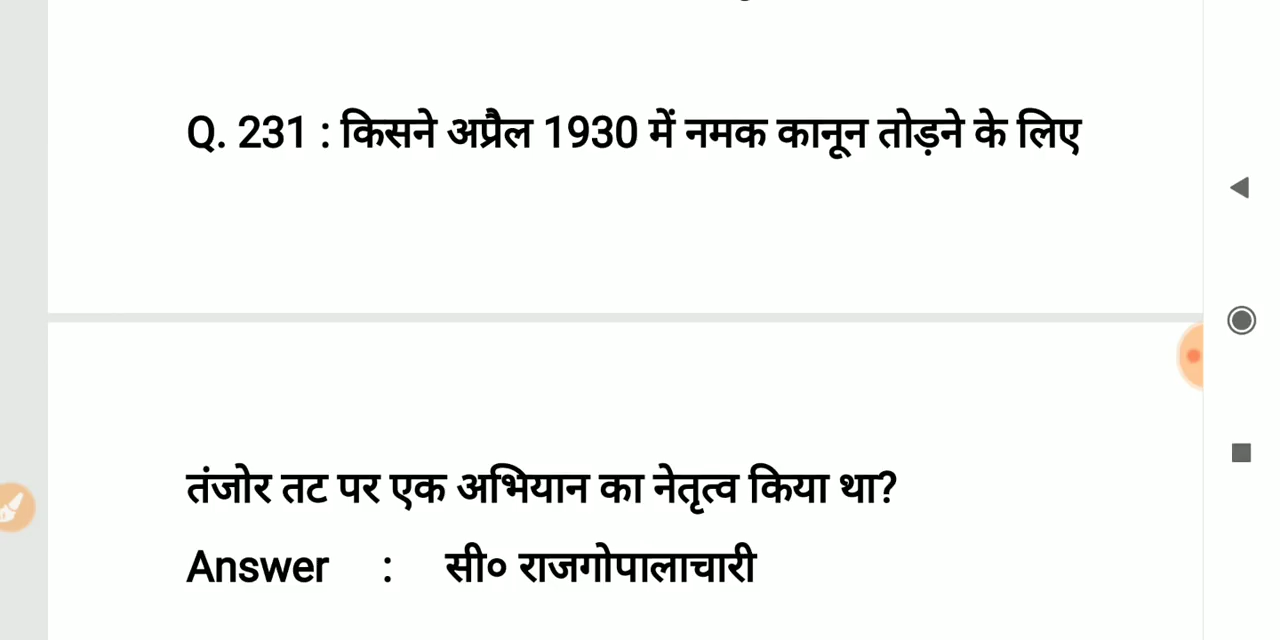 Q. 231 : किसने अप्रैल 1930 में नमक कानून तोड़ने के लिए
तंजोर तट पर एक अभियान का नेतृत्व किया था?
Answer : सी० राजगोपालाचारी